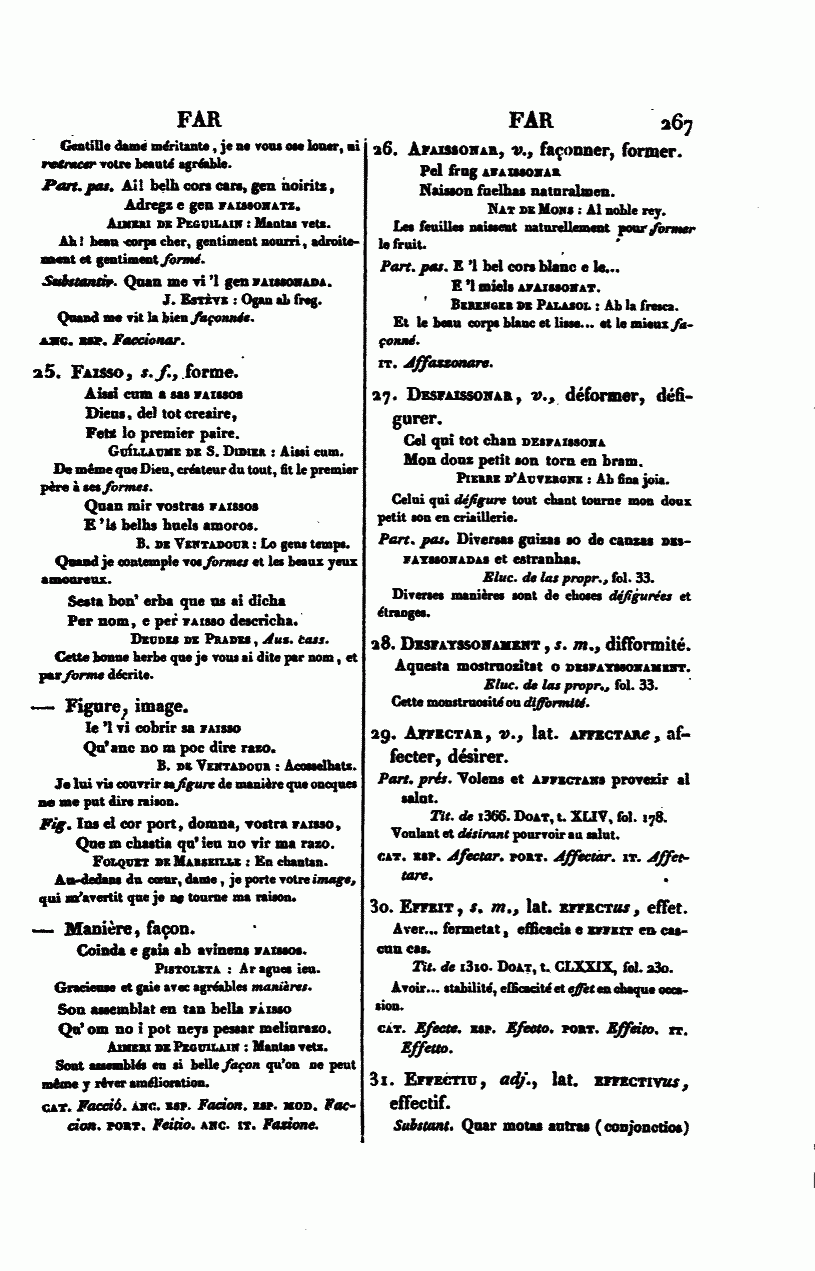 FAR
FAR
267
Gentille dame méritante, je ne vous ose louer, ni
retracer votre beauté agréable.
Part. pas. Ai! belh cors cars, gen noiritz,
Adregz e gen FAISSONATZ.
AIMERI DE PEGUILAIN : Mantas vetz.
Ah! beau corps cher, gentiment nourri, adroite-
ment et gentiment formé.
Substantiv. Quan me vi 'l gen FAISSONADA.
J. ESTÈVE : Ogan ab freg.
Quand me vit la bien façonnée.
ANC. ESP. Faccionar.
25. FAISSO, s. f., forme.
Aissi cum a sas FAISSOS
Dieus, del tot creaire,
Fetz lo premier paire.
GUILLAUME DE S. DIDIER : Aissi cum.
De même que Dieu, créateur du tout, fit le premier
père à ses formes.
Quan mir vostras FAISSOS
E 'ls belhs huels amoros.
B. DE VENTADOUR : Lo gens temps.
Quand je contemple vos formes et les beaux yeux
amoureux.
Sesta bon' erba que us ai dicha
Per nom, e per FAISSO descricha.
DEUDES DE PRADES, Aus. cass.
Cette bonne herbe que je vous ai dite par nom, et
par forme décrite.
— Figure, image.
Ie 'l vi cobrir sa FAISSO
Qu'anc no m poc dire razo.
B. DE VENTADOUR : Acosselhatz.
Je lui vis couvrir sa figure de manière que oncques
ne me put dire raison.
Fig. Ins el cor port, domna, vostra FAISSO,
Que m chastia qu'ieu no vir ma razo.
FOLQUET DE MARSEILLE : En chantan.
Au-dedans du cœur, dame, je porte votre image,
qui m'avertit que je ne tourne ma raison.
— Manière, façon.
Coinda e gaia ab avinens FAISSOS.
PISTOLETA : Ar agues ieu.
Gracieuse et gaie avec agréables manières.
Son assemblat en tan bella FAISSO
Qu'om no i pot neys pessar meliurazo.
AIMERI DE PEGUILAIN : Mantas vetz.
Sont assemblés en si belle façon qu'on ne peut
même y rêver amélioration.
CAT. Facció. ANC. ESP. Facion. ESP. MOD. Fac-
cion. PORT. Feitio. ANC. IT. Fazione.
26. AFAISSONAR, v., façonner, former.
Pel frug AFAISSONAR
Naisson fuelhas naturalmen.
NAT DE MONS : Al noble rey.
Les feuilles naissent naturellement pour former
le fruit.
Part. pas. E 'l bel cors blanc e le...
E 'l miels AFAISSONAT.
BERENGER DE PALASOL : Ab la fresca.
Et le beau corps blanc et lisse... et le mieux fa-
çonné.
IT. Affazzonare.
27. DESFAISSONAR, v., déformer, défi-
gurer.
Cel qui tot chan DESFAISSONA
Mon douz petit son torn en bram.
PIERRE D'AUVERGNE : Ab fina joia.
Celui qui défigure tout chant tourne mon doux
petit son en criaillerie.
Part. pas. Diversas guizas so de cauzas DES-
FAYSSONADAS et estranhas.
Eluc. de las propr., fol. 33.
Diverses manières sont de choses défigurées et
étranges.
28. DESFAYSSONAMENT, s. m., difformité.
Aquesta mostruozitat o DESFAYSSONAMENT.
Eluc. de las propr., fol. 33.
Cette monstruosité ou difformité.
29. AFFECTAR, v., lat. AFFECTARe, af-
fecter, désirer.
Part. prés. Volens et AFFECTANS provezir al
salut.
Tit. de 1366. DOAT, t. XLIV, fol. 178.
Voulant et désirant pourvoir au salut.
CAT. ESP. Afectar. PORT. Affectar. IT. Affet-
tare.
30. EFFEIT, s. m., lat. EFFECTus, effet.
Aver... fermetat, efficacia e EFFEIT en cas-
cun cas.
Tit. de 1310. DOAT, t. CLXXIX, fol. 230.
Avoir... stabilité, efficacité et effet en chaque occa-
sion.
CAT. Efecte. ESP. Efecto. PORT. Effeito. IT.
Effetto.
31. EFFECTIU, adj., lat. EFFECTIVus,
effectif.
Substant. Quar motas autras (conjonctios)